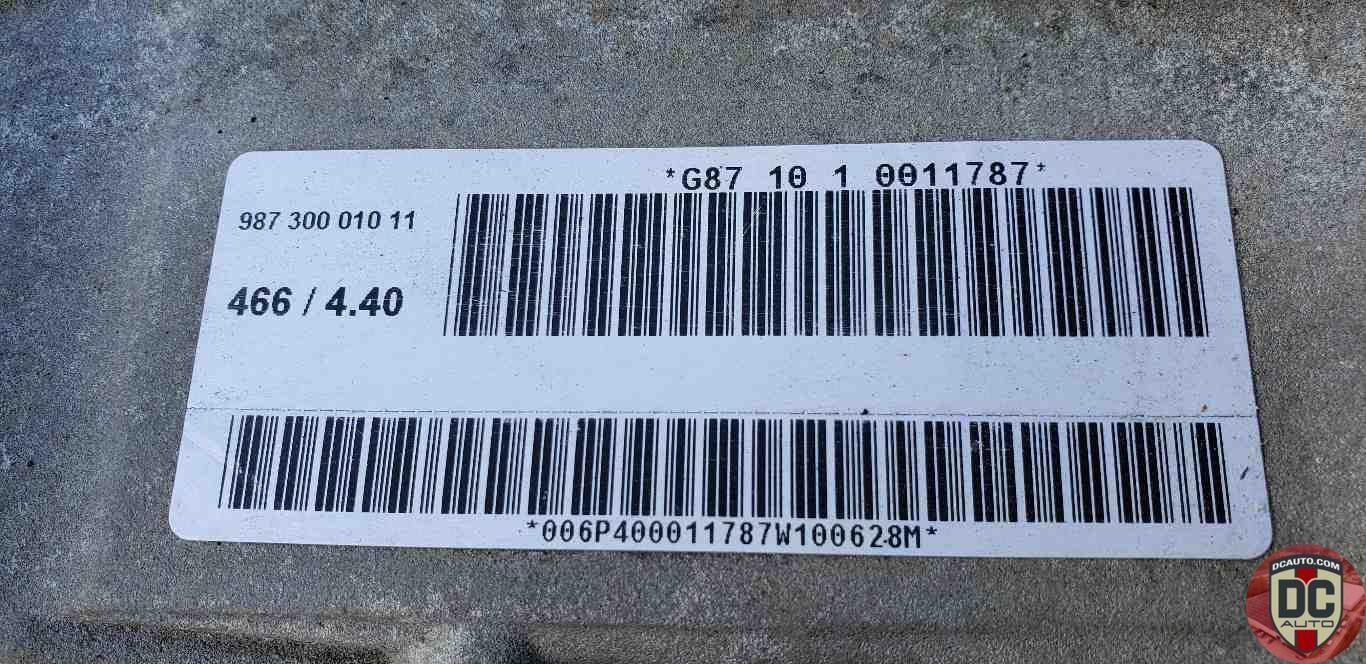 *G87 10 1 0011787*
987 300 010 11
466 / 4.40
*006P400011787W100628M*
DCAUTO.COM
DC
AUTO